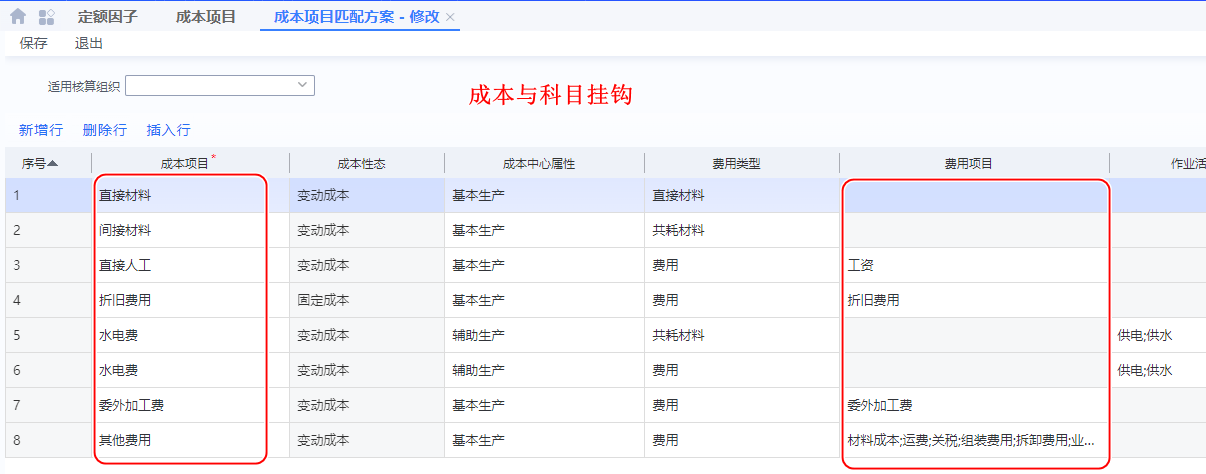 定额因子 成本项目 成本项目匹配方案 - 修改
保存 退出
适用核算组织
成本与科目挂钩
新增行 删除行 插入行
序号 成本项目* 成本性态 成本中心属性 费用类型 费用项目 作业活
1 直接材料 变动成本 基本生产 直接材料
2 间接材料 变动成本 基本生产 共耗材料
3 直接人工 变动成本 基本生产 费用 工资
4 折旧费用 固定成本 基本生产 费用 折旧费用
5 水电费 变动成本 辅助生产 共耗材料 供电;供水
6 水电费 变动成本 辅助生产 费用 供电;供水
7 委外加工费 变动成本 基本生产 费用 委外加工费
8 其他费用 变动成本 基本生产 费用 材料成本;运费;关税;组装费用;拆卸费用;业...